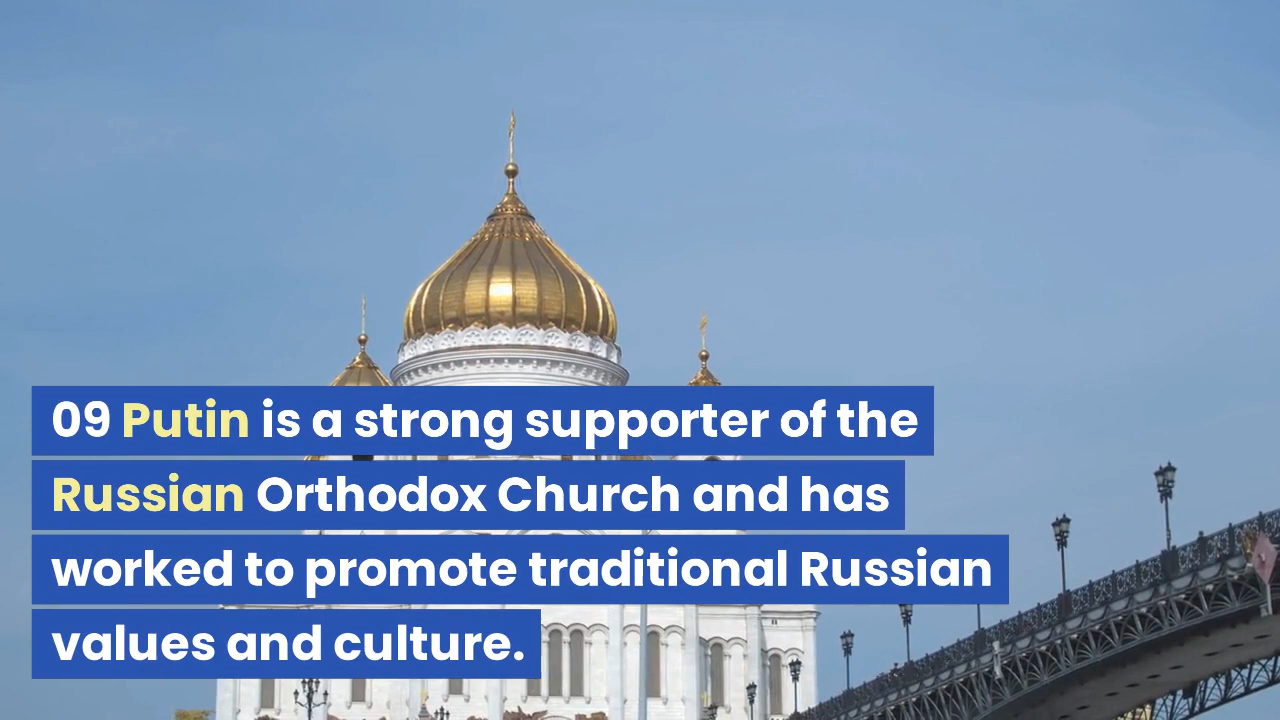 09 Putin is a strong supporter of the
Russian Orthodox Church and has
worked to promote traditional Russian
values and culture.